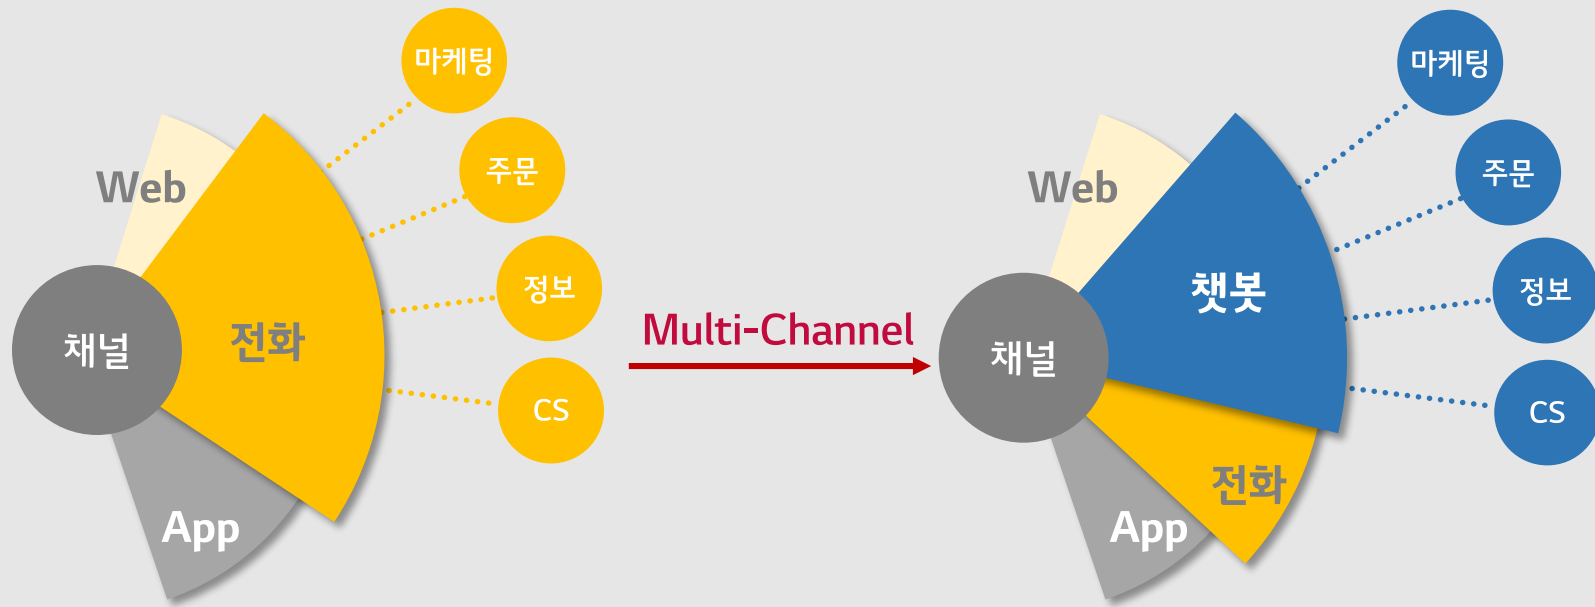 마케팅
주문
Web
정보
전화
채널
CS
App
Multi-Channel
마케팅
주문
Web
챗봇
정보
채널
CS
전화
App